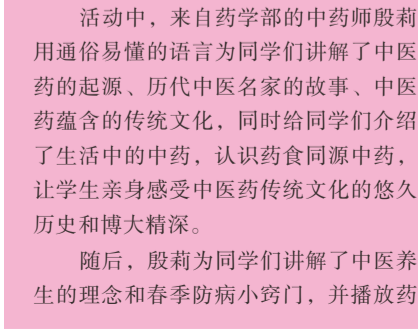 活动中，来自药学部的中药师殷莉
用通俗易懂的语言为同学们讲解了中医
药的起源、历代中医名家的故事、中医
药蕴含的传统文化，同时给同学们介绍
了生活中的中药，认识药食同源中药，
让学生亲身感受中医药传统文化的悠久
历史和博大精深。
随后，殷莉为同学们讲解了中医养
生的理念和春季防病小窍门，并播放药